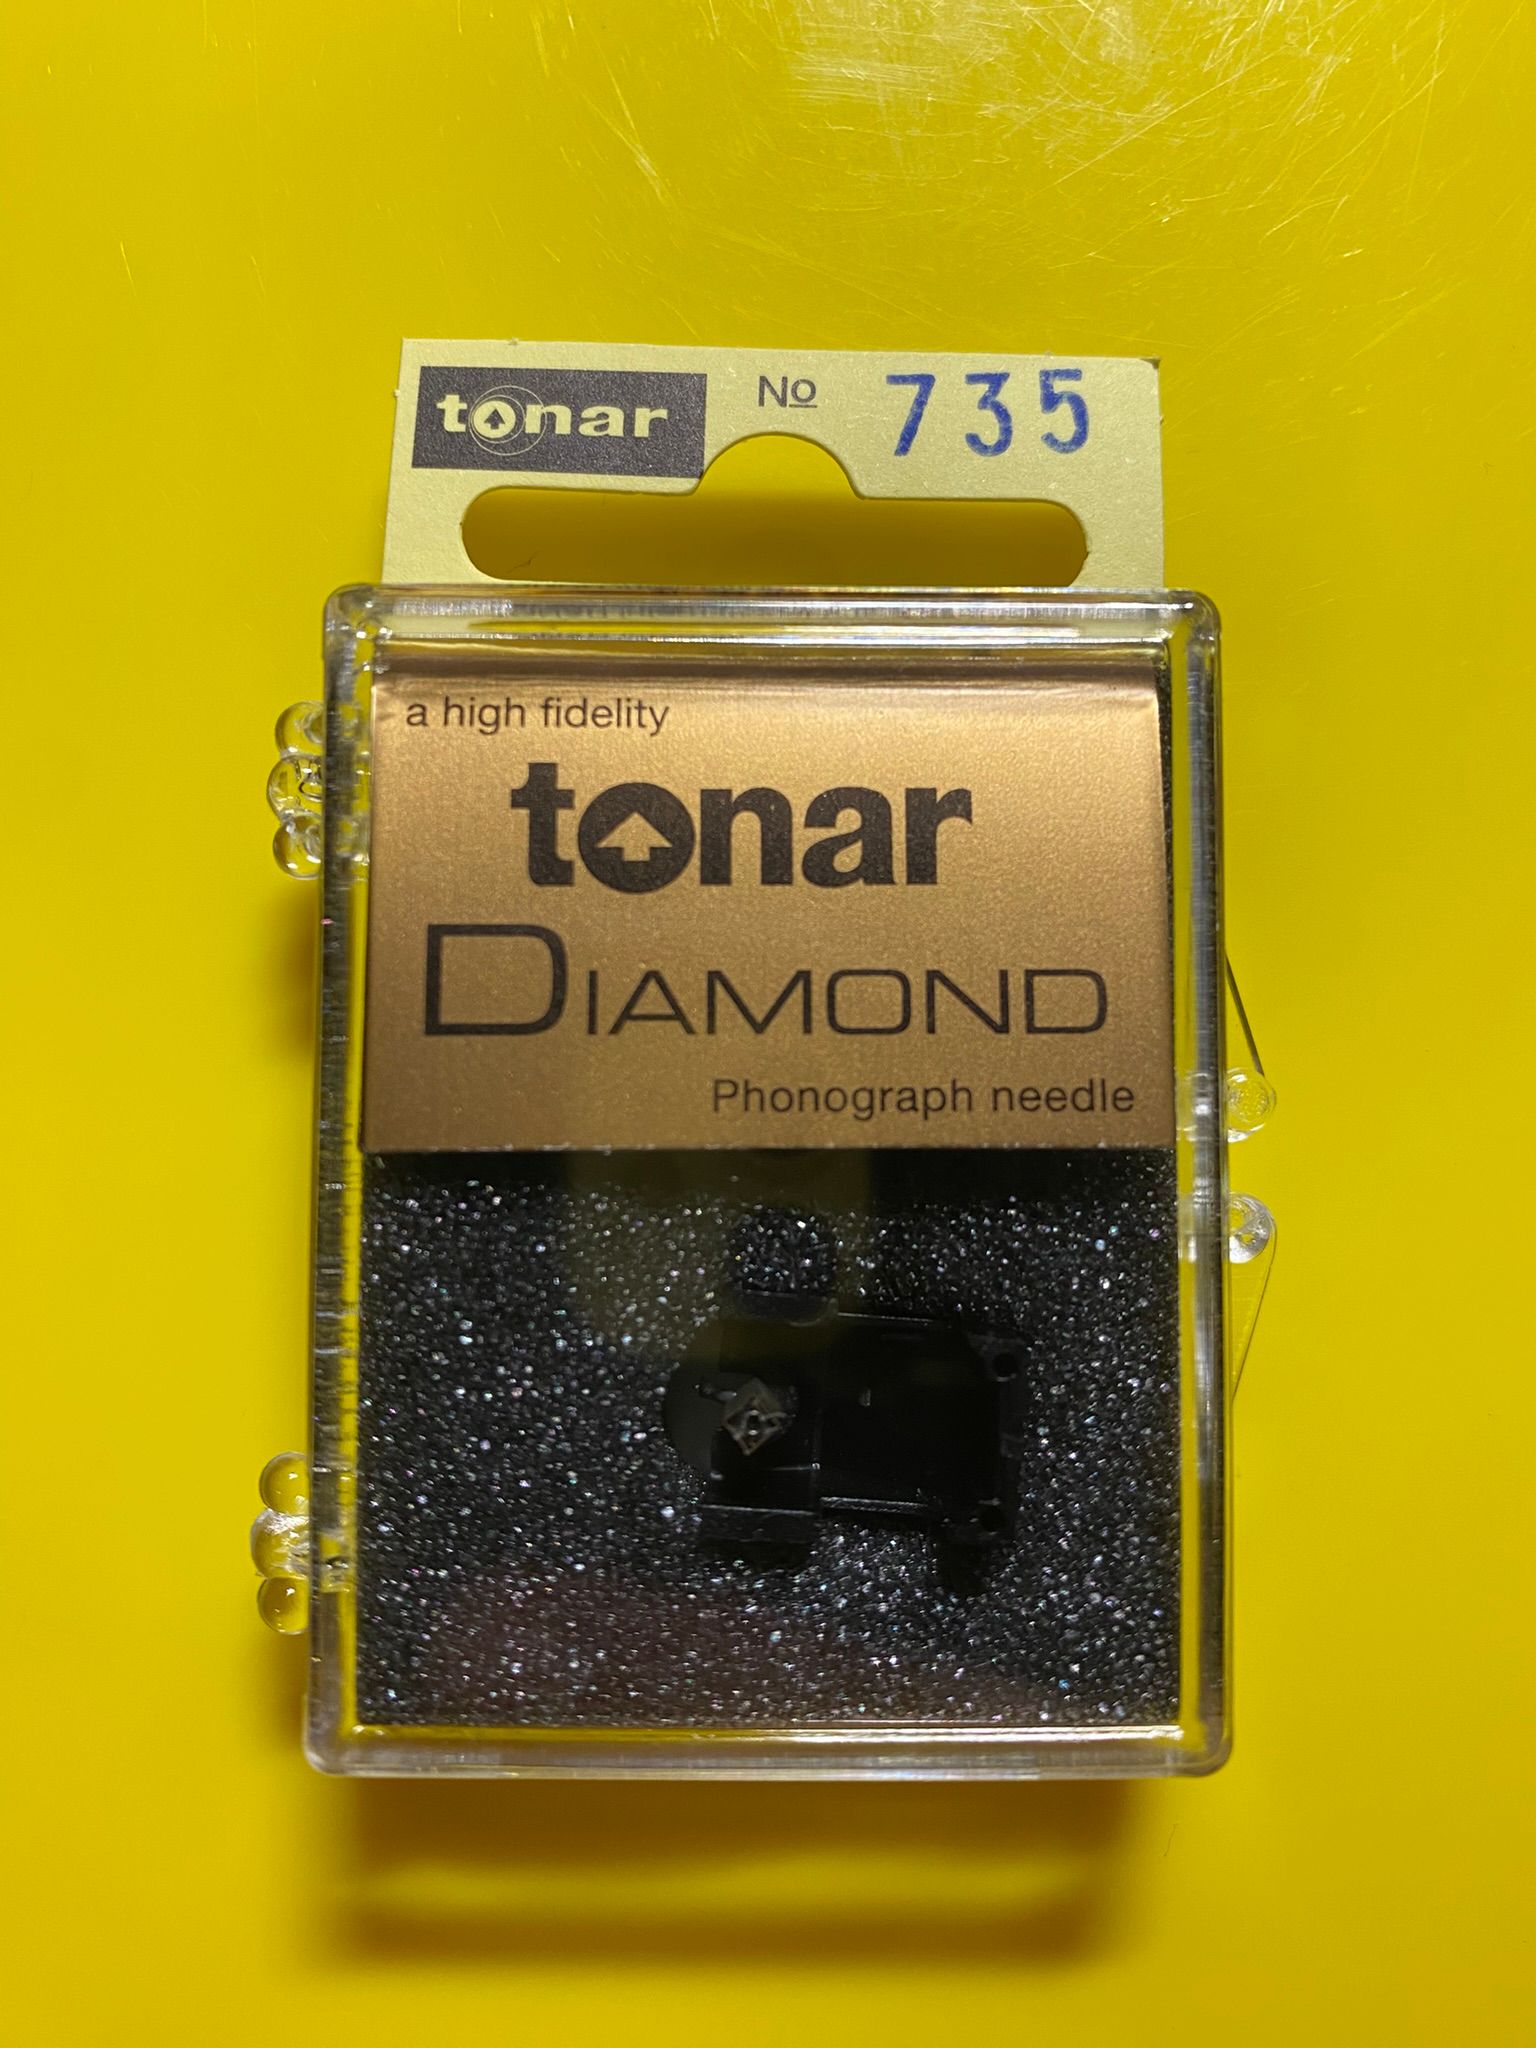 tonar No 735
a high fidelity
tonar
DIAMOND
Phonograph needle